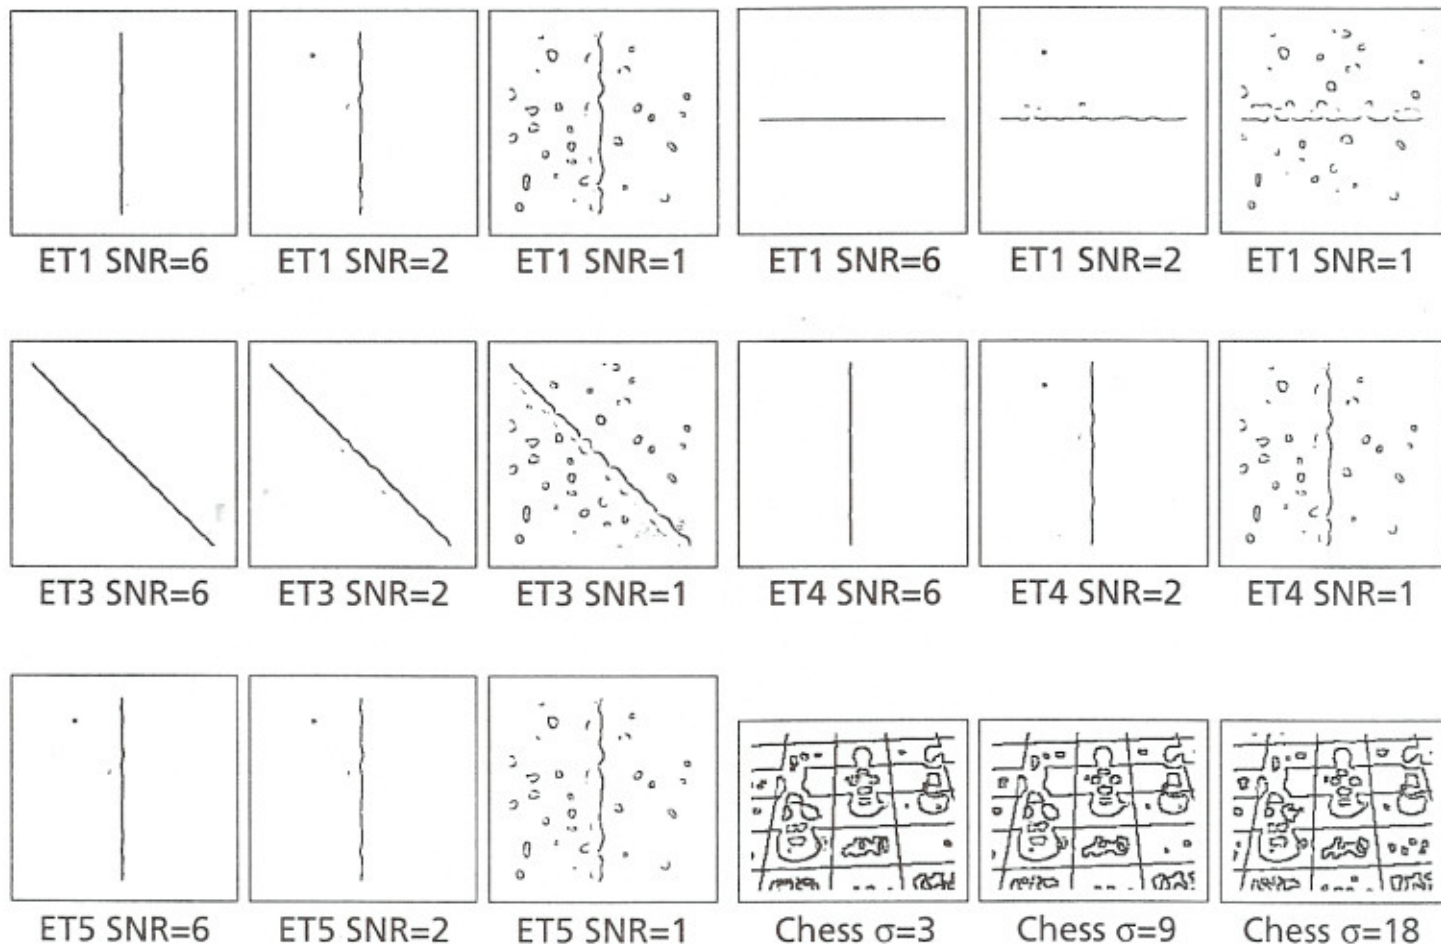 ET1 SNR=6 ET1 SNR=2 ET1 SNR=1 ET1 SNR=6 ET1 SNR=2 ET1 SNR=1
ET3 SNR=6 ET3 SNR=2 ET3 SNR=1 ET4 SNR=6 ET4 SNR=2 ET4 SNR=1
ET5 SNR=6 ET5 SNR=2 ET5 SNR=1 Chess σ=3 Chess σ=9 Chess σ=18